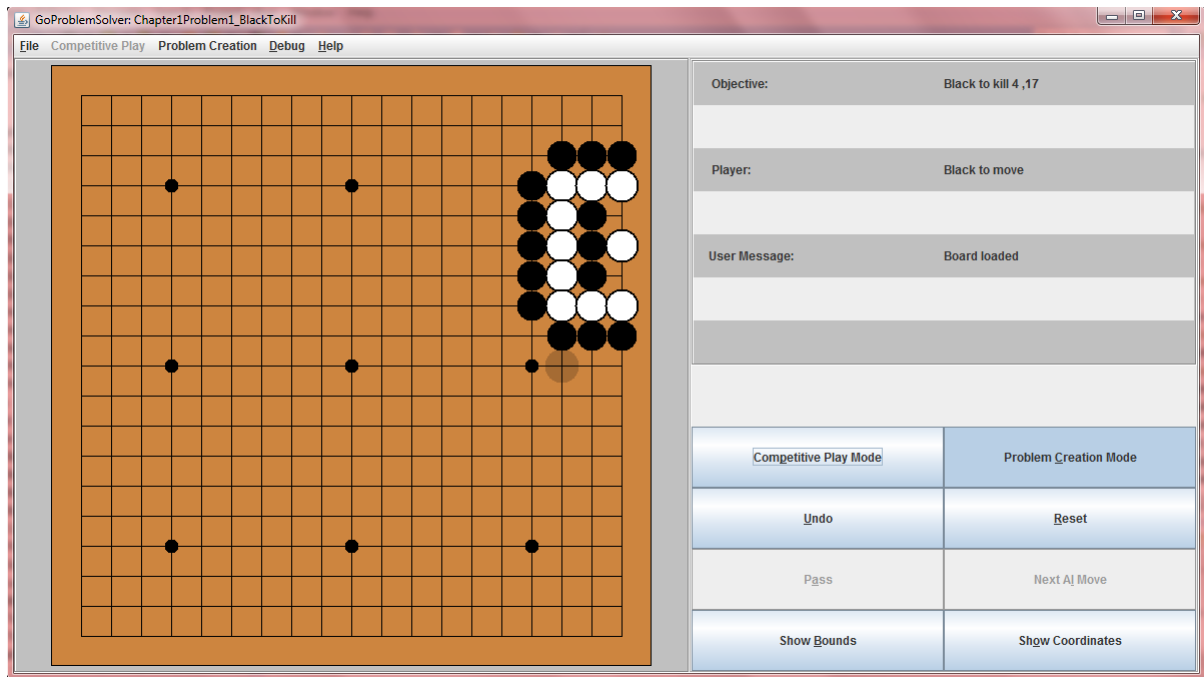 GoProblemSolver: Chapter1Problem1_BlackToKill
File Competitive Play Problem Creation Debug Help
Objective: Black to kill 4 ,17
Player: Black to move
User Message: Board loaded
Competitive Play Mode Problem Creation Mode
Undo Reset
Pass Next AI Move
Show Bounds Show Coordinates